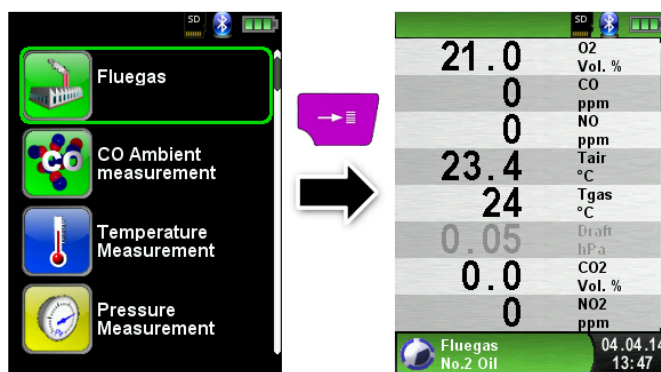 SD
Fluegas
CO
CO Ambient
measurement
Temperature
Measurement
Pressure
Measurement
SD
21.0 O2
Vol. %
0 CO
ppm
0 NO
ppm
23.4 Tair
°C
24 Tgas
°C
0.05 Draft
hPa
0.0 CO2
Vol. %
0 NO2
ppm
Fluegas
No.2 Oil
04.04.14
13:47